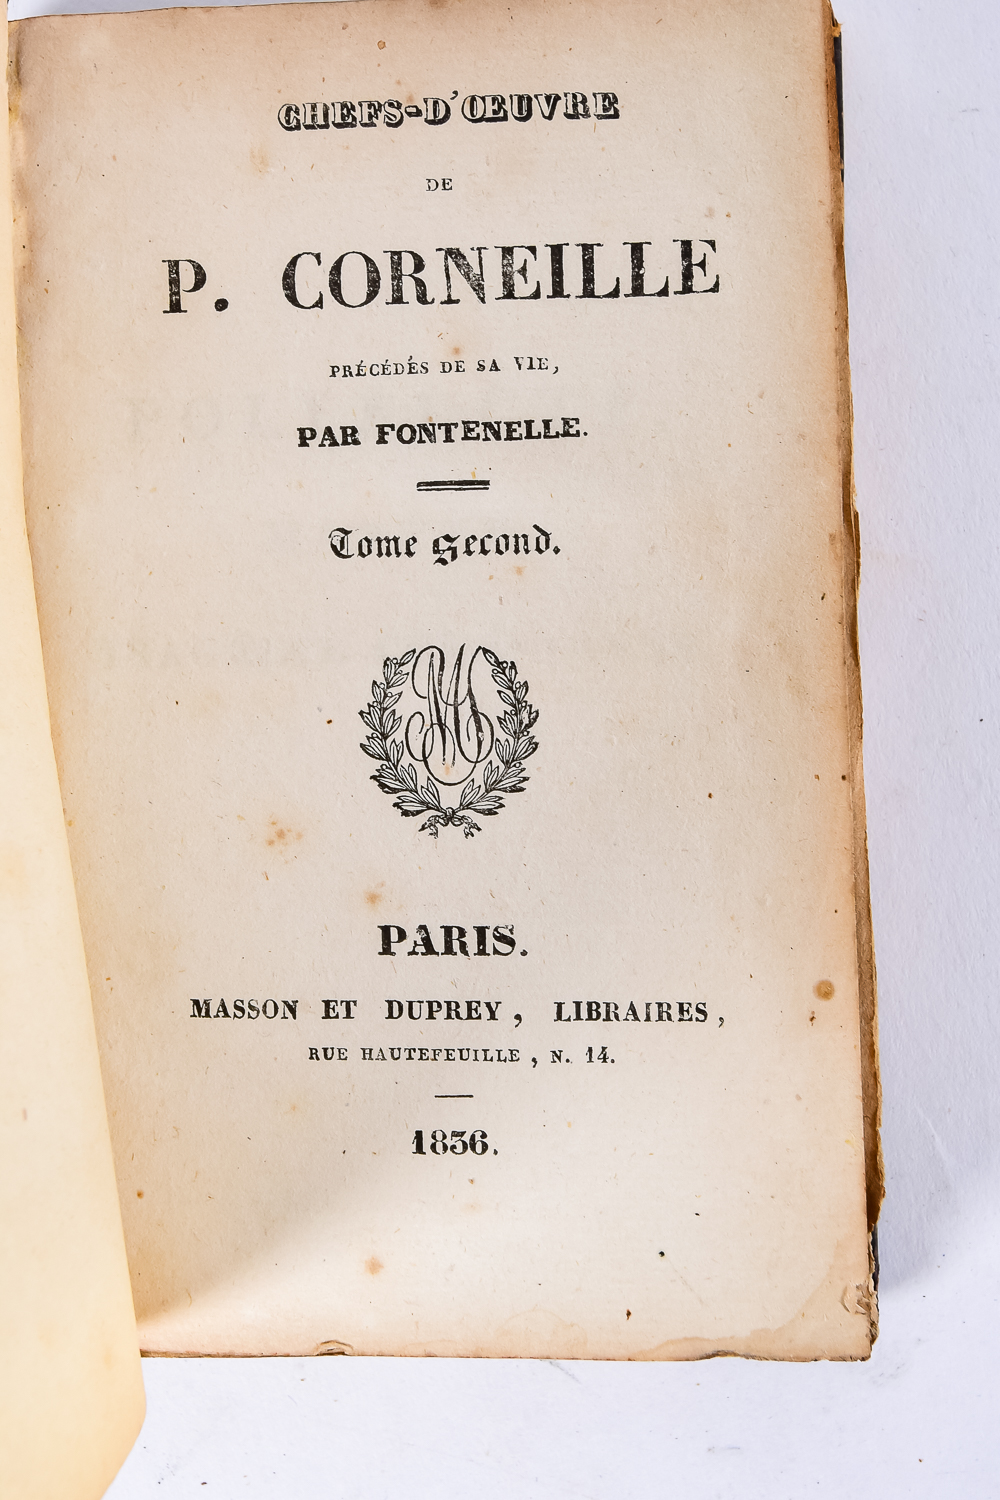 CHEFS-D'ŒUVRE
DE
P. CORNEILLE
PRÉCÉDÉS DE SA VIE,
PAR FONTENELLE.
Tome Second.
PARIS.
MASSON ET DUPREY, LIBRAIRES,
RUE HAUTEFEUILLE, N. 14.
1836.